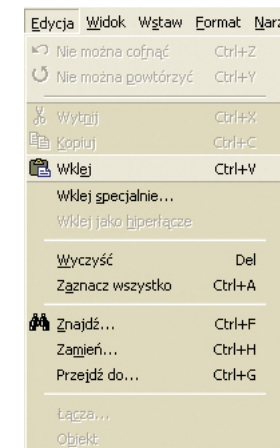 Edycja Widok Wstaw Format Narz
Nie można cofnąć Ctrl+Z
Nie można powtórzyć Ctrl+Y
Wytnij Ctrl+X
Kopiuj Ctrl+C
Wklej Ctrl+V
Wklej specjalnie...
Wklej jako hiperłącze
Wyczyść Del
Zaznacz wszystko Ctrl+A
Znajdź... Ctrl+F
Zamień... Ctrl+H
Przejdź do... Ctrl+G
Łącza...
Obiekt